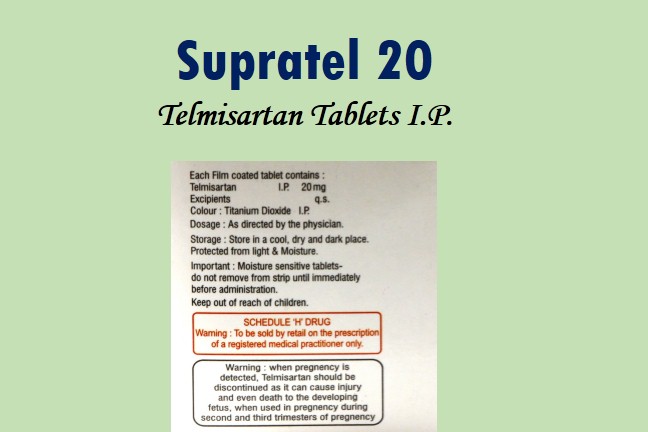 Supratel 20
Telmisartan Tablets I.P.
Each Film coated tablet contains :
Telmisartan I.P. 20 mg
Excipients q.s.
Colour : Titanium Dioxide I.P.
Dosage : As directed by the physician.
Storage : Store in a cool, dry and dark place.
Protected from light & Moisture.
Important : Moisture sensitive tablets-
do not remove from strip until immediately
before administration.
Keep out of reach of children.
SCHEDULE 'H' DRUG
Warning : To be sold by retail on the prescription
of a registered medical practitioner only.
Warning : when pregnency is
detected, Telmisartan should be
discontinued as it can cause injury
and even death to the developing
fetus, when used in pregnency during
second and third trimesters of pregnency